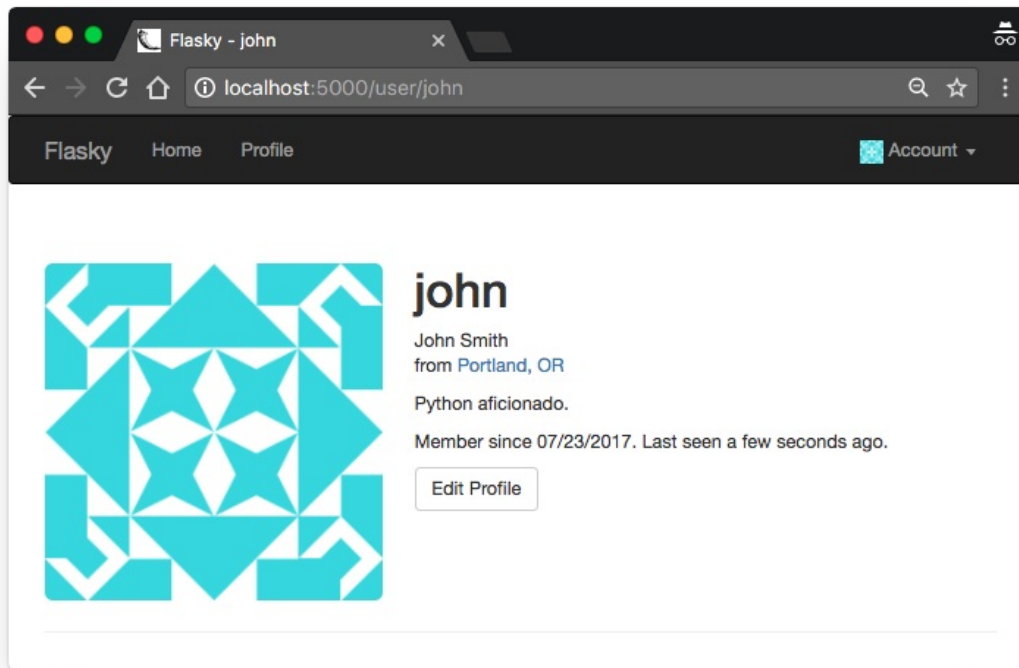 Flasky - john
localhost:5000/user/john
Flasky Home Profile Account
john
John Smith
from Portland, OR
Python aficionado.
Member since 07/23/2017. Last seen a few seconds ago.
Edit Profile